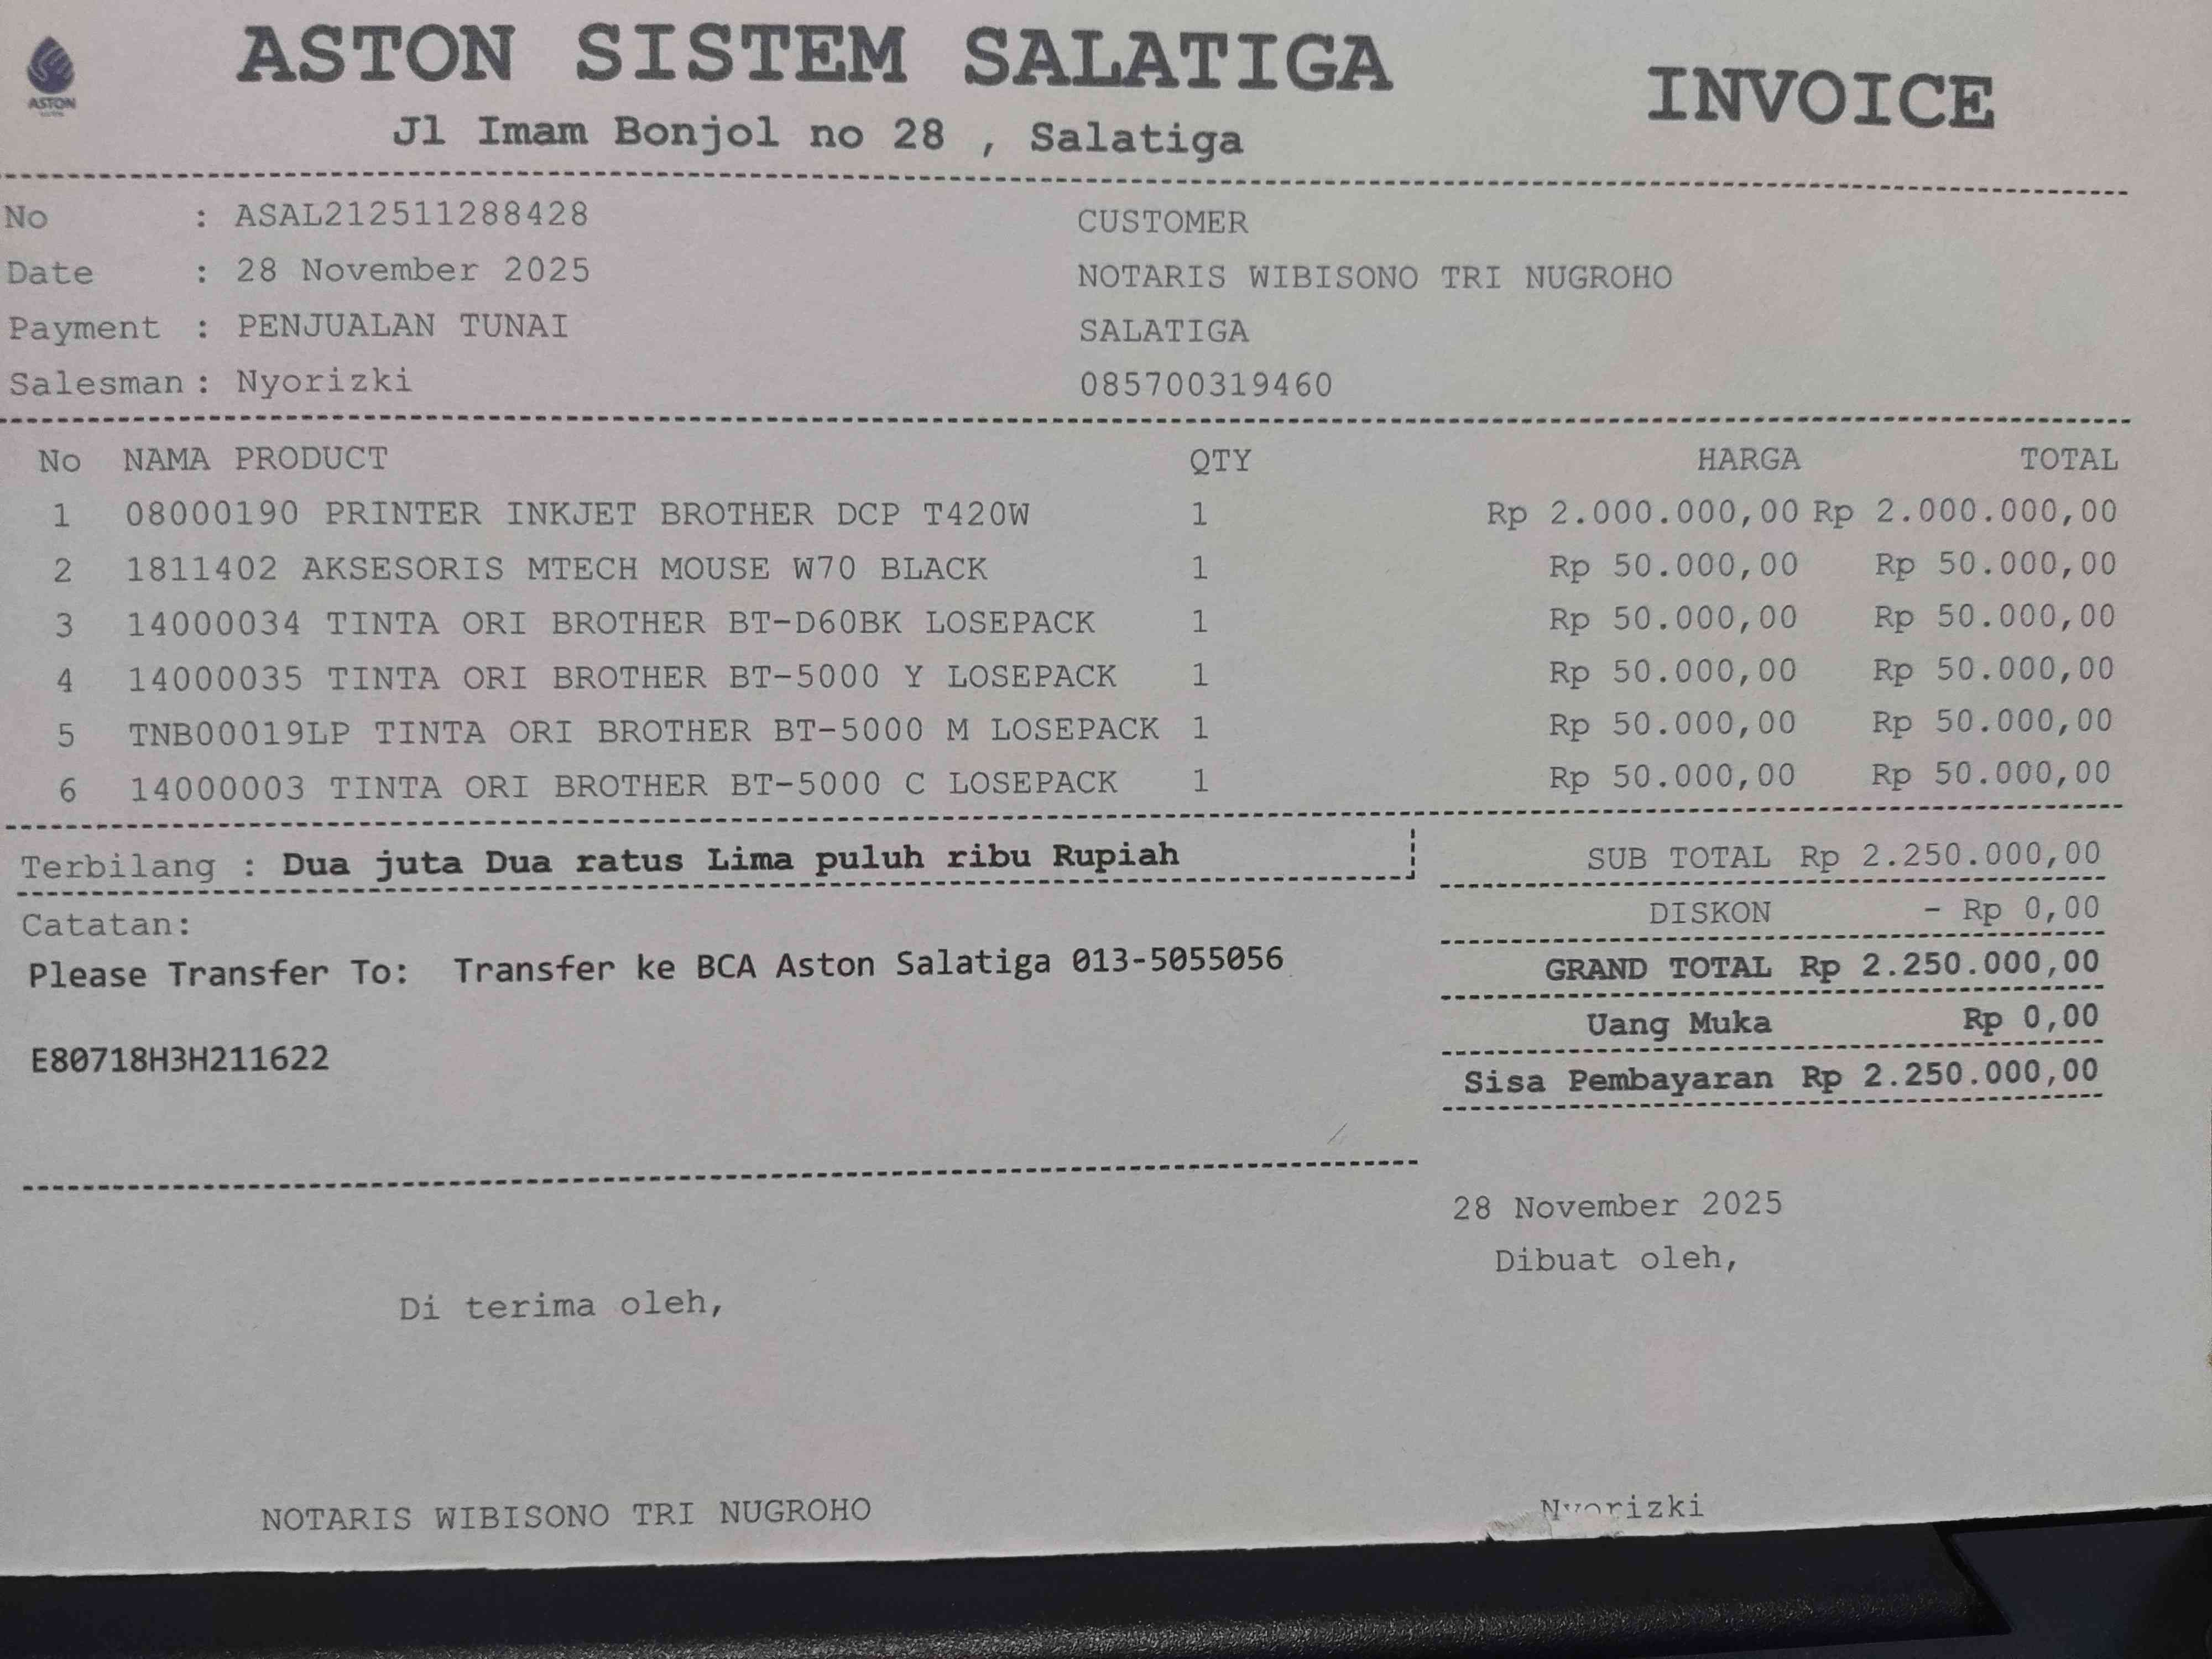 ASTON SISTEM SALATIGA
INVOICE
ASTON
Jl Imam Bonjol no 28 , Salatiga
No : ASAL212511288428
Date : 28 November 2025
Payment : PENJUALAN TUNAI
Salesman : Nyorizki
CUSTOMER
NOTARIS WIBISONO TRI NUGROHO
SALATIGA
085700319460
No NAMA PRODUCT QTY HARGA TOTAL
1 08000190 PRINTER INKJET BROTHER DCP T420W 1 Rp 2.000.000,00 Rp 2.000.000,00
2 1811402 AKSESORIS MTECH MOUSE W70 BLACK 1 Rp 50.000,00 Rp 50.000,00
3 14000034 TINTA ORI BROTHER BT-D60BK LOSEPACK 1 Rp 50.000,00 Rp 50.000,00
4 14000035 TINTA ORI BROTHER BT-5000 Y LOSEPACK 1 Rp 50.000,00 Rp 50.000,00
5 TNB00019LP TINTA ORI BROTHER BT-5000 M LOSEPACK 1 Rp 50.000,00 Rp 50.000,00
6 14000003 TINTA ORI BROTHER BT-5000 C LOSEPACK 1 Rp 50.000,00 Rp 50.000,00
Terbilang : Dua juta Dua ratus Lima puluh ribu Rupiah
Catatan:
Please Transfer To: Transfer ke BCA Aston Salatiga 013-5055056
E80718H3H211622
SUB TOTAL Rp 2.250.000,00
DISKON - Rp 0,00
GRAND TOTAL Rp 2.250.000,00
Uang Muka Rp 0,00
Sisa Pembayaran Rp 2.250.000,00
28 November 2025
Dibuat oleh,
Di terima oleh,
NOTARIS WIBISONO TRI NUGROHO
Nyorizki